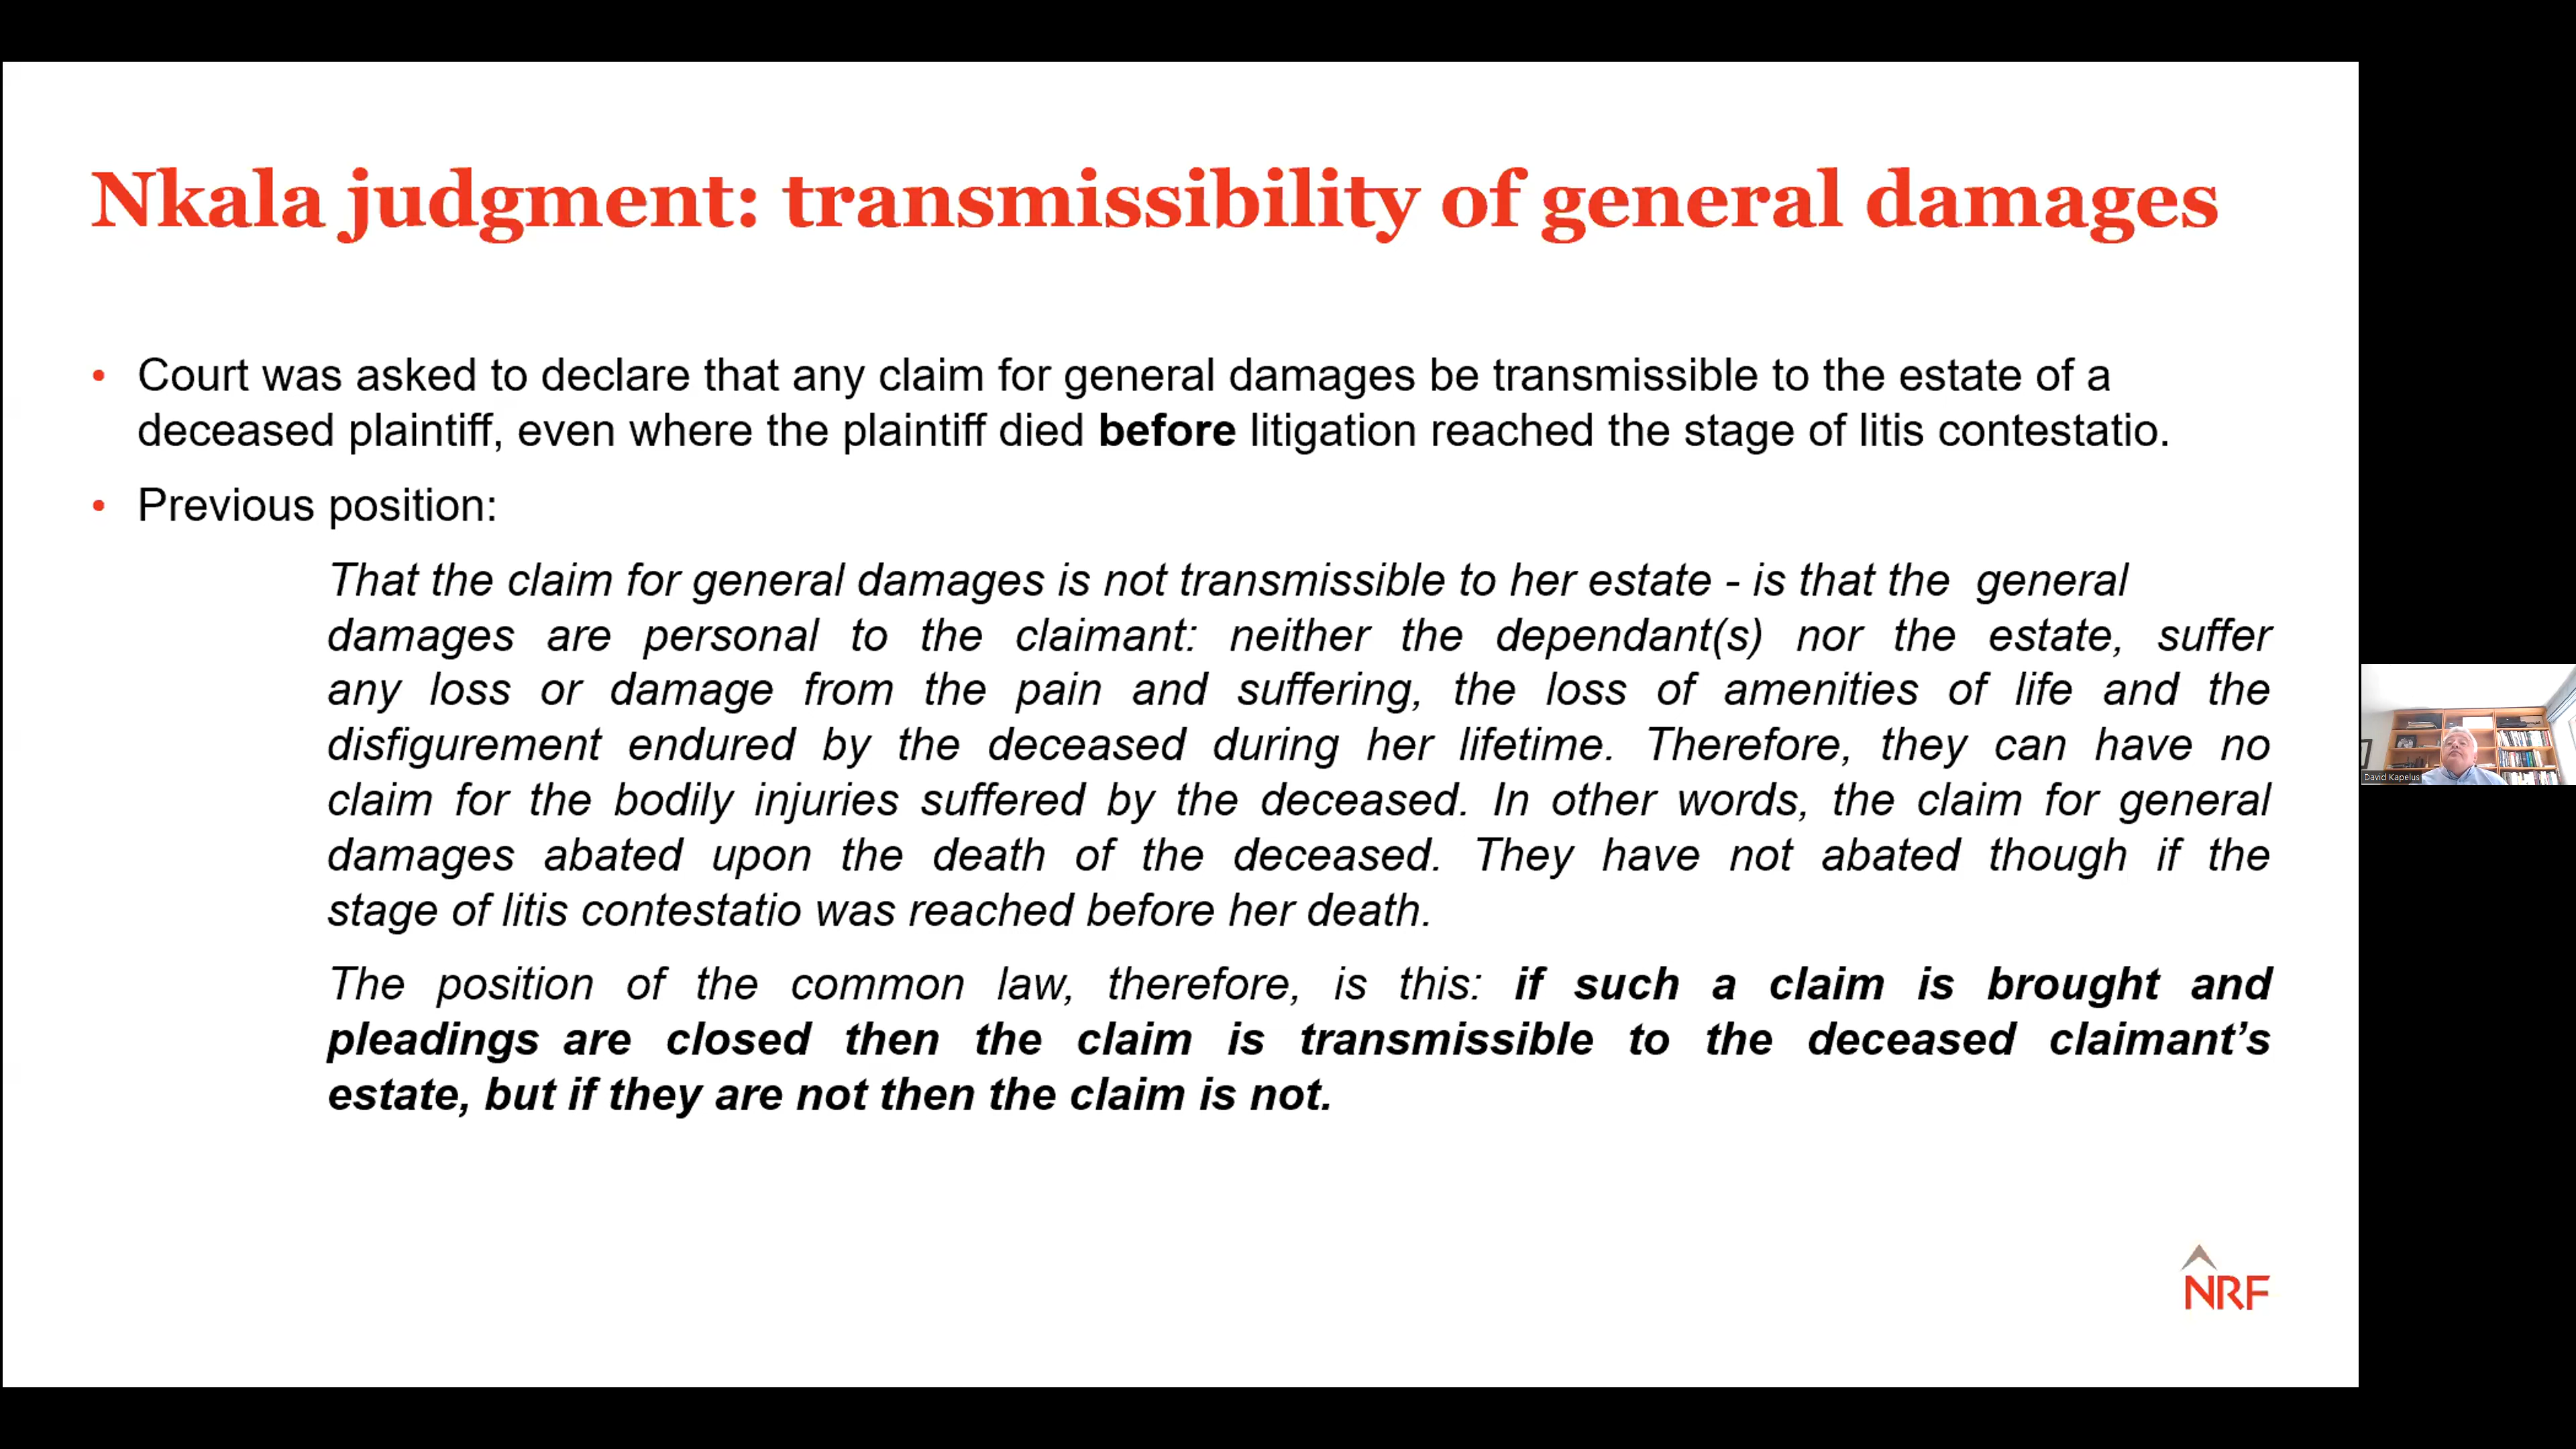 Nkala judgment: transmissibility of general damages
• Court was asked to declare that any claim for general damages be transmissible to the estate of a
deceased plaintiff, even where the plaintiff died before litigation reached the stage of litis contestatio.
• Previous position:
That the claim for general damages is not transmissible to her estate - is that the general
damages are personal to the claimant: neither the dependant(s) nor the estate, suffer
any loss or damage from the pain and suffering, the loss of amenities of life and the
disfigurement endured by the deceased during her lifetime. Therefore, they can have no
claim for the bodily injuries suffered by the deceased. In other words, the claim for general
damages abated upon the death of the deceased. They have not abated though if the
stage of litis contestatio was reached before her death.
The position of the common law, therefore, is this: if such a claim is brought and
pleadings are closed then the claim is transmissible to the deceased claimant’s
estate, but if they are not then the claim is not.
David Kapelus
NRF